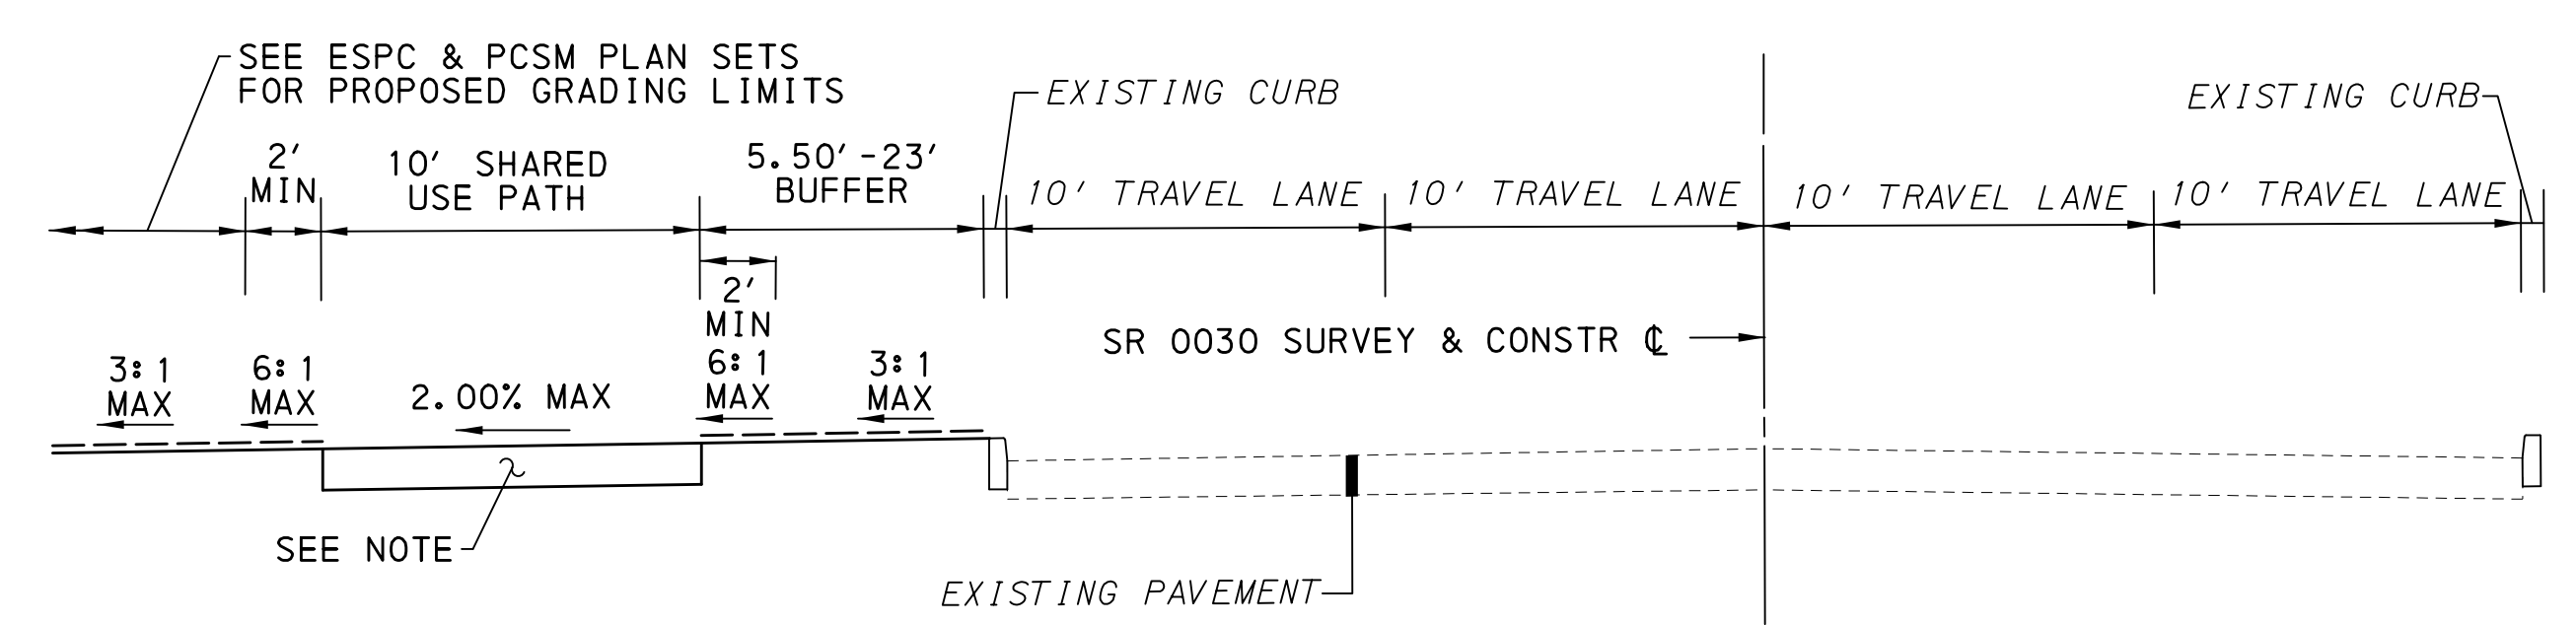 SEE ESPC & PCSM PLAN SETS
FOR PROPOSED GRADING LIMITS
EXISTING CURB
EXISTING CURB
2'
MIN
10' SHARED
USE PATH
5.50'-23'
BUFFER
10' TRAVEL LANE
10' TRAVEL LANE
10' TRAVEL LANE
10' TRAVEL LANE
2'
MIN
SR 0030 SURVEY & CONSTR ℄
3:1
MAX
6:1
MAX
2.00% MAX
6:1
MAX
3:1
MAX
SEE NOTE
EXISTING PAVEMENT